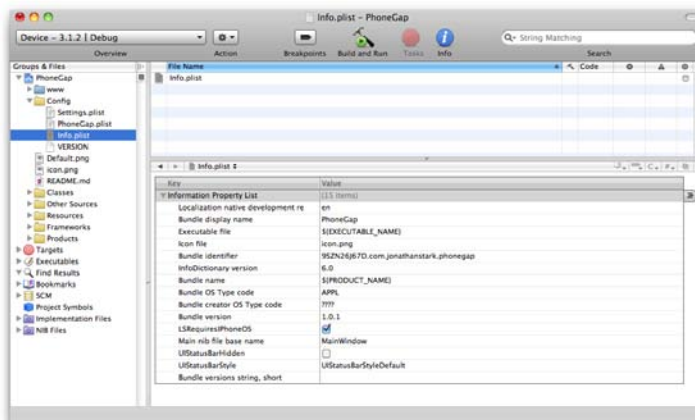 Info.plist – PhoneGap
Device - 3.1.2 | Debug
String Matching
Overview
Action
Breakpoints
Build and Run
Tasks
Info
Search
Groups & Files
File Name
Code
PhoneGap
Info.plist
www
Config
Settings.plist
PhoneGap.plist
Info.plist
VERSION
Default.png
icon.png
README.md
Classes
Other Sources
Resources
Frameworks
Products
Targets
Executables
Find Results
Bookmarks
SCM
Project Symbols
Implementation Files
NIB Files
Info.plist
Key Value
Information Property List (15 items)
Localization native development re en
Bundle display name PhoneGap
Executable file ${EXECUTABLE_NAME}
Icon file icon.png
Bundle identifier 9SZN26J67O.com.jonathanstark.phonegap
InfoDictionary version 6.0
Bundle name ${PRODUCT_NAME}
Bundle OS Type code APPL
Bundle creator OS Type code ????
Bundle version 1.0.1
LSRequiresIPhoneOS
Main nib file base name MainWindow
UIStatusBarHidden
UIStatusBarStyle UIStatusBarStyleDefault
Bundle versions string, short